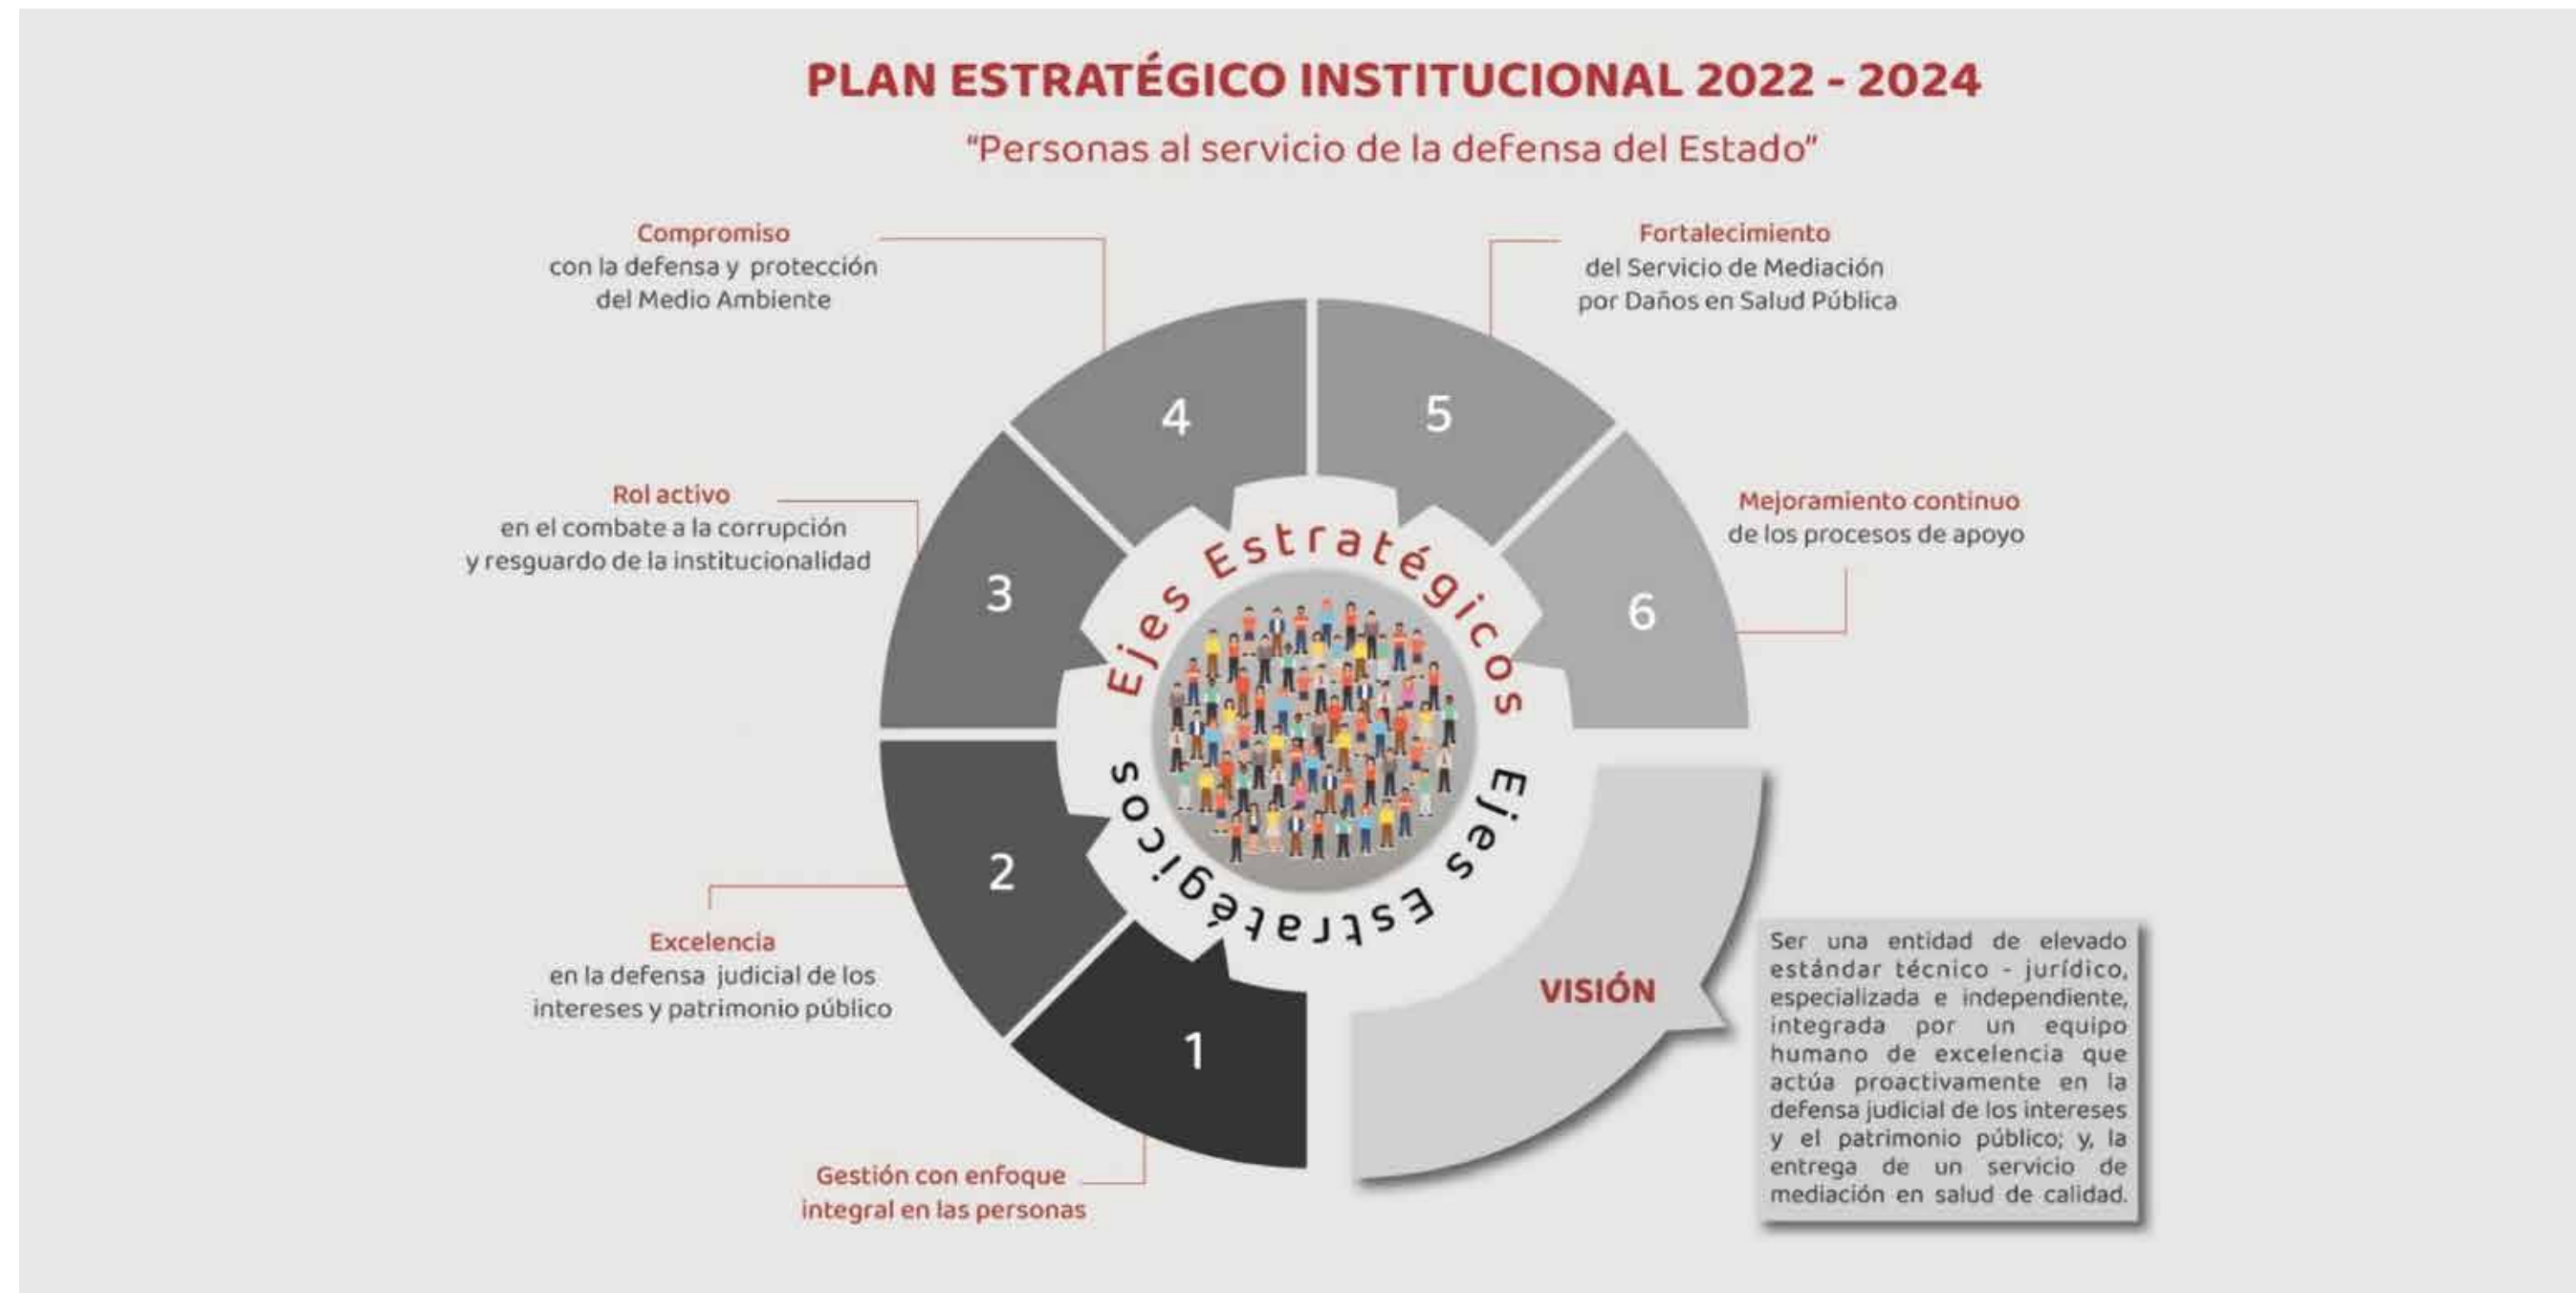 PLAN ESTRATÉGICO INSTITUCIONAL 2022 - 2024
"Personas al servicio de la defensa del Estado"
Compromiso
con la defensa y protección
del Medio Ambiente
Fortalecimiento
del Servicio de Mediación
por Daños en Salud Pública
4
5
Rol activo
en el combate a la corrupción
y resguardo de la institucionalidad
3
Mejoramiento continuo
de los procesos de apoyo
6
Ejes Estratégicos
Ejes Estratégicos
2
Excelencia
en la defensa judicial de los
intereses y patrimonio público
1
Gestión con enfoque
integral en las personas
VISIÓN
Ser una entidad de elevado
estándar técnico - jurídico,
especializada e independiente,
integrada por un equipo
humano de excelencia que
actúa proactivamente en la
defensa judicial de los intereses
y el patrimonio público; y, la
entrega de un servicio de
mediación en salud de calidad.